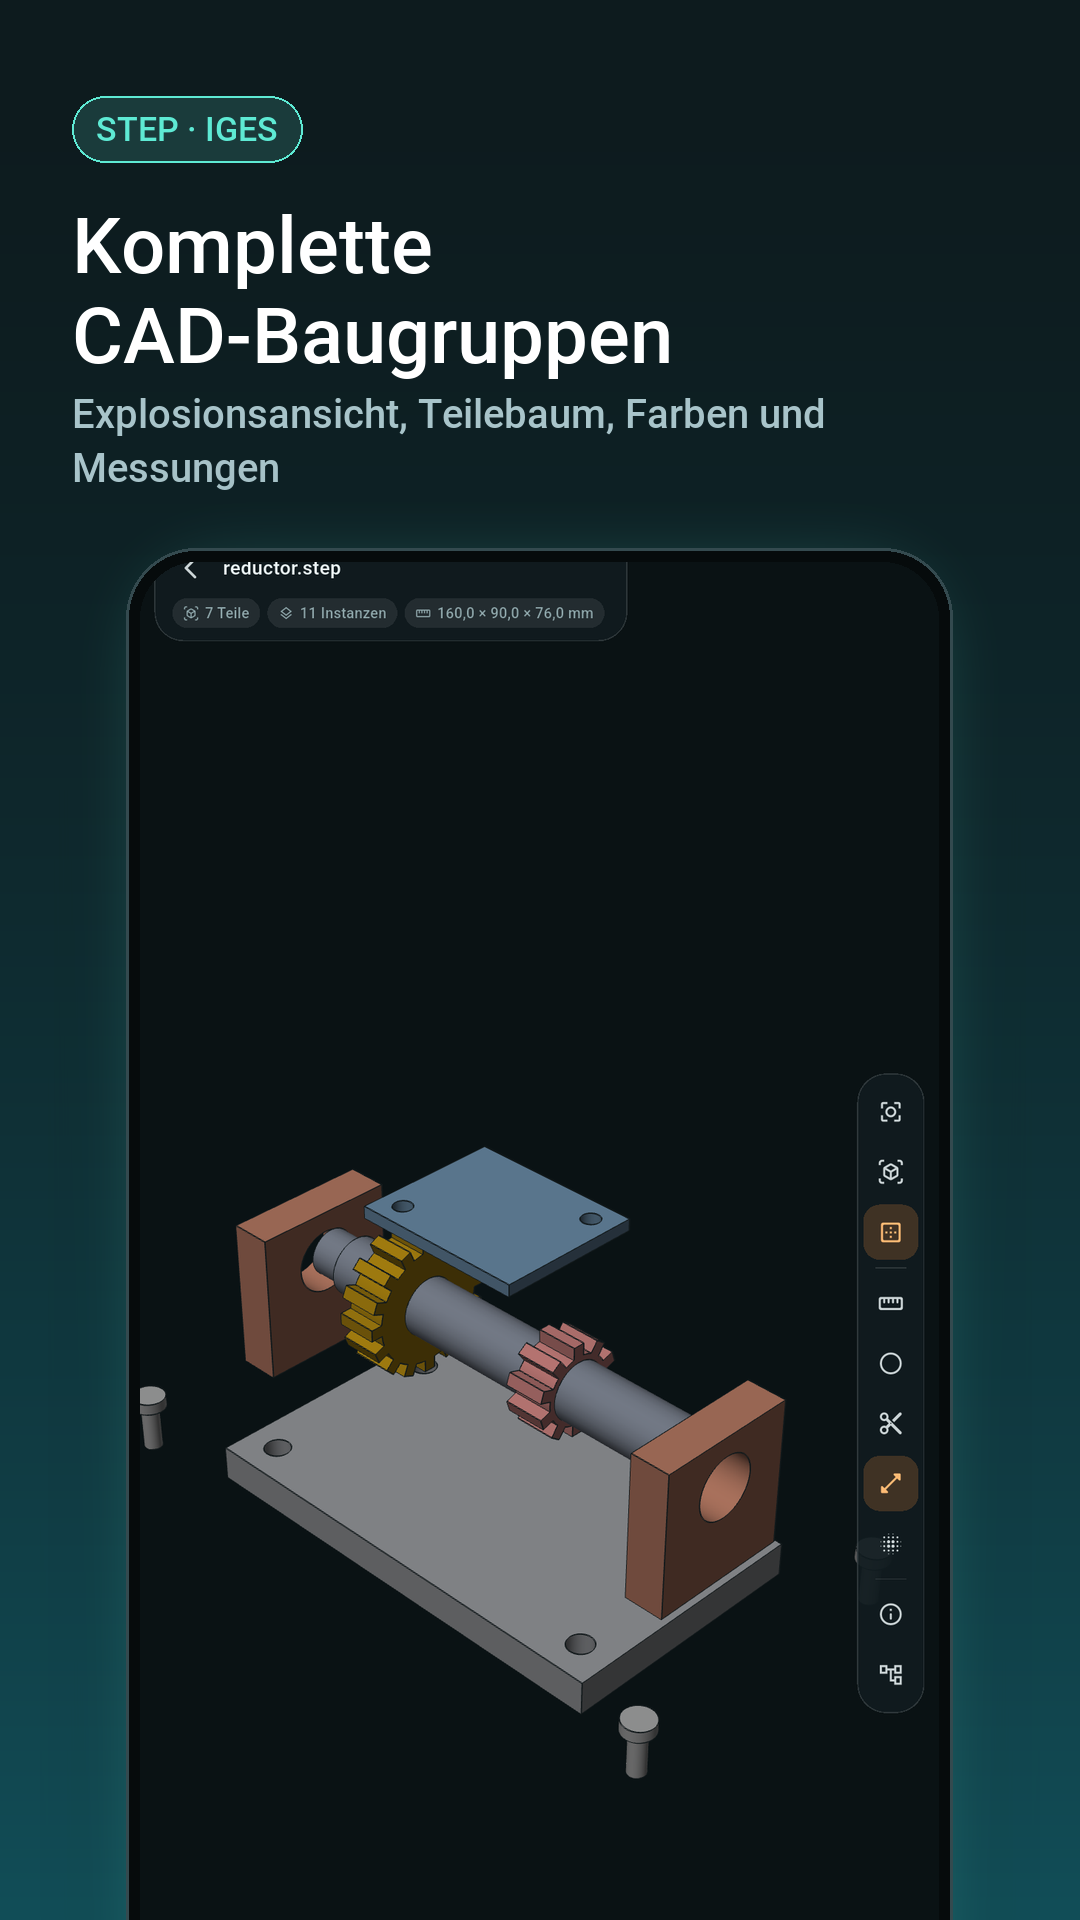 STEP · IGES
Komplette
CAD-Baugruppen
Explosionsansicht, Teilebaum, Farben und
Messungen
reductor.step
7 Teile
11 Instanzen
160,0 × 90,0 × 76,0 mm